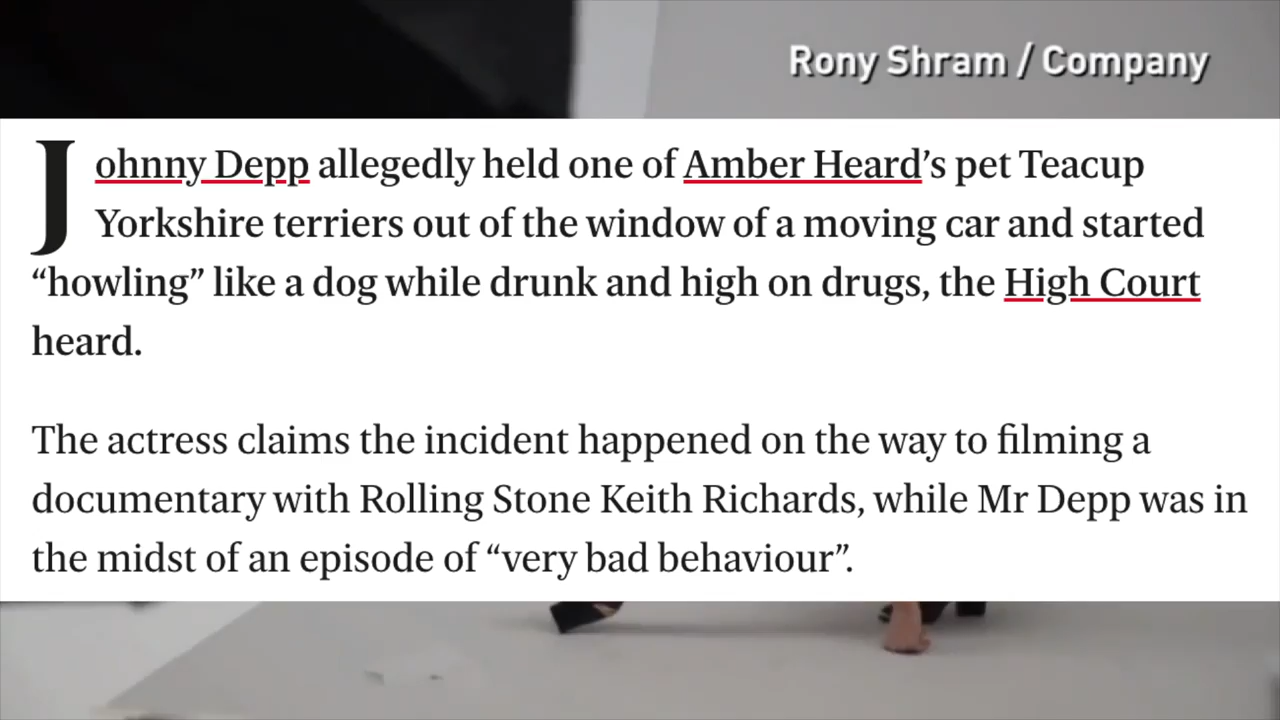 Rony Shram / Company
Johnny Depp allegedly held one of Amber Heard’s pet Teacup
Yorkshire terriers out of the window of a moving car and started
“howling” like a dog while drunk and high on drugs, the High Court
heard.
The actress claims the incident happened on the way to filming a
documentary with Rolling Stone Keith Richards, while Mr Depp was in
the midst of an episode of “very bad behaviour”.